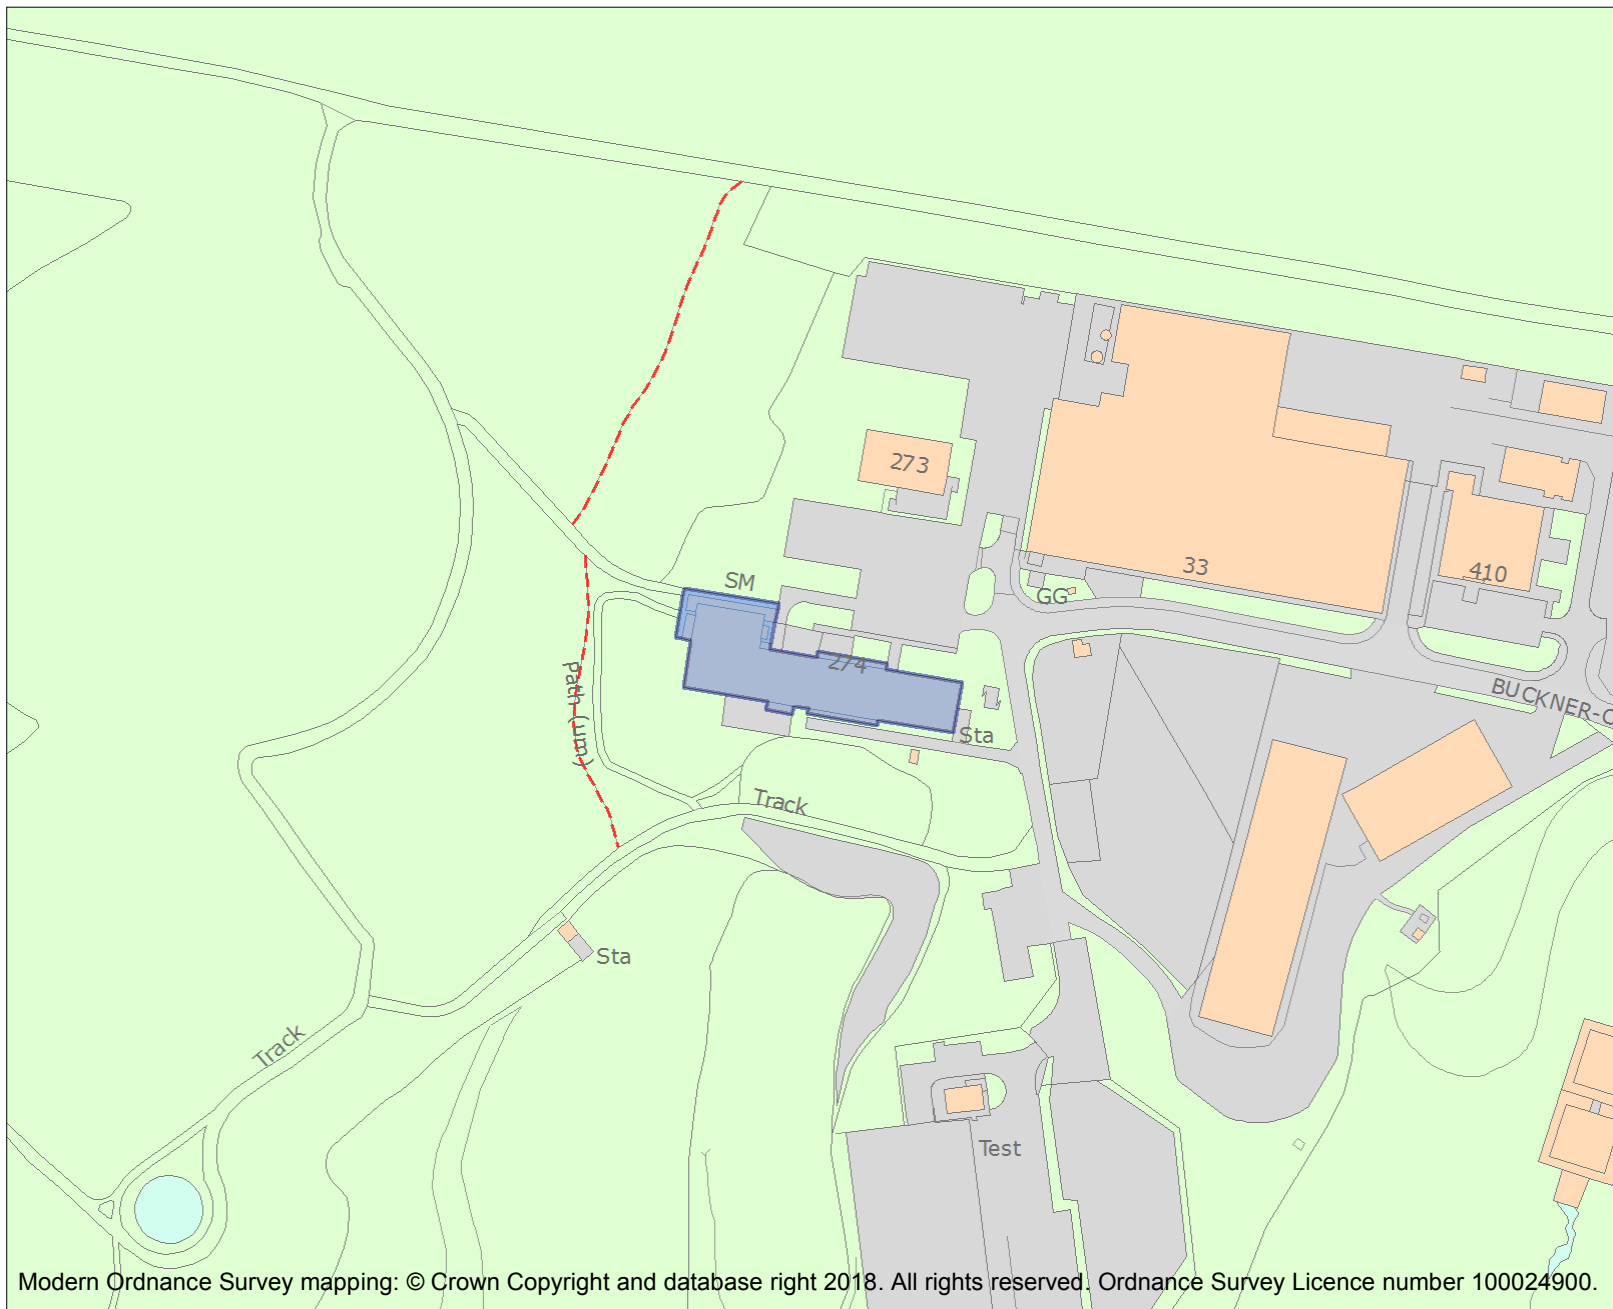 273
33
410
SM
GG
274
BUCKNER-C
Path (um)
Sta
Track
Sta
Track
Test
Modern Ordnance Survey mapping: © Crown Copyright and database right 2018. All rights reserved. Ordnance Survey Licence number 100024900.